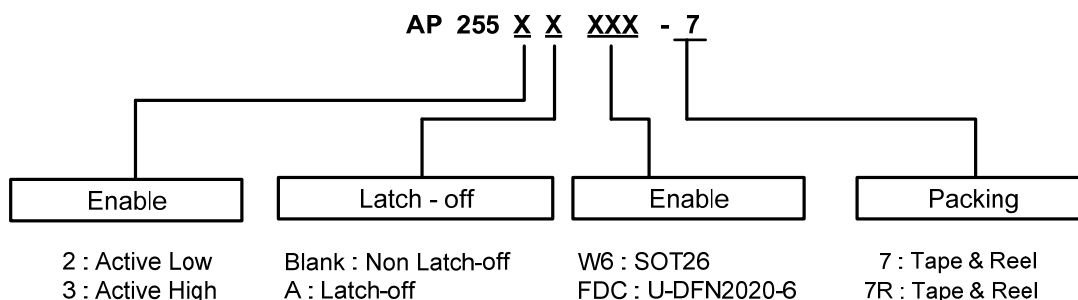 AP 255 X X XXX - 7
Enable Latch - off Enable Packing
2 : Active Low Blank : Non Latch-off W6 : SOT26 7 : Tape & Reel
3 : Active High A : Latch-off FDC : U-DFN2020-6 7R : Tape & Reel